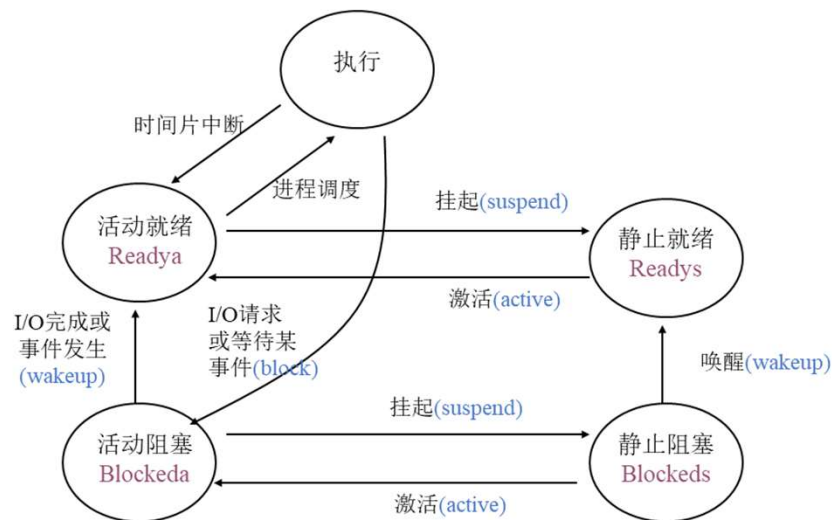 执行
时间片中断
进程调度
活动就绪
Readya
挂起(suspend)
静止就绪
Readys
激活(active)
I/O完成或
事件发生
(wakeup)
I/O请求
或等待某
事件(block)
唤醒(wakeup)
挂起(suspend)
活动阻塞
Blockeda
静止阻塞
Blockeds
激活(active)